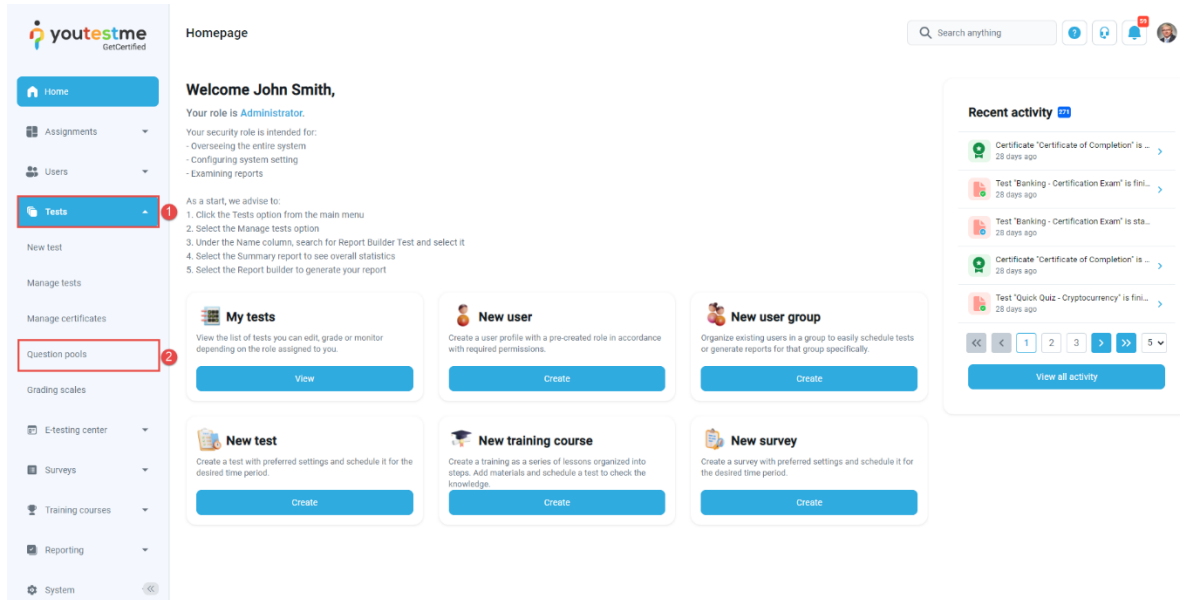 youtestme
GetCertified
Homepage
Search anything
59
Home
Assignments
Users
Tests
1
New test
Manage tests
Manage certificates
Question pools
2
Grading scales
E-testing center
Surveys
Training courses
Reporting
System
Welcome John Smith,
Your role is Administrator.
Your security role is intended for:
- Overseeing the entire system
- Configuring system setting
- Examining reports
As a start, we advise to:
1. Click the Tests option from the main menu
2. Select the Manage tests option
3. Under the Name column, search for Report Builder Test and select it
4. Select the Summary report to see overall statistics
5. Select the Report builder to generate your report
My tests
View the list of tests you can edit, grade or monitor
depending on the role assigned to you.
View
New user
Create a user profile with a pre-created role in accordance
with required permissions.
Create
New user group
Organize existing users in a group to easily schedule tests
or generate reports for that group specifically.
Create
New test
Create a test with preferred settings and schedule it for the
desired time period.
Create
New training course
Create a training as a series of lessons organized into
steps. Add materials and schedule a test to check the
knowledge.
Create
New survey
Create a survey with preferred settings and schedule it for
the desired time period.
Create
Recent activity 271
Certificate "Certificate of Completion" is ...
28 days ago
Test "Banking - Certification Exam" is fini...
28 days ago
Test "Banking - Certification Exam" is sta...
28 days ago
Certificate "Certificate of Completion" is ...
28 days ago
Test "Quick Quiz - Cryptocurrency" is fini...
28 days ago
1 2 3 5
View all activity